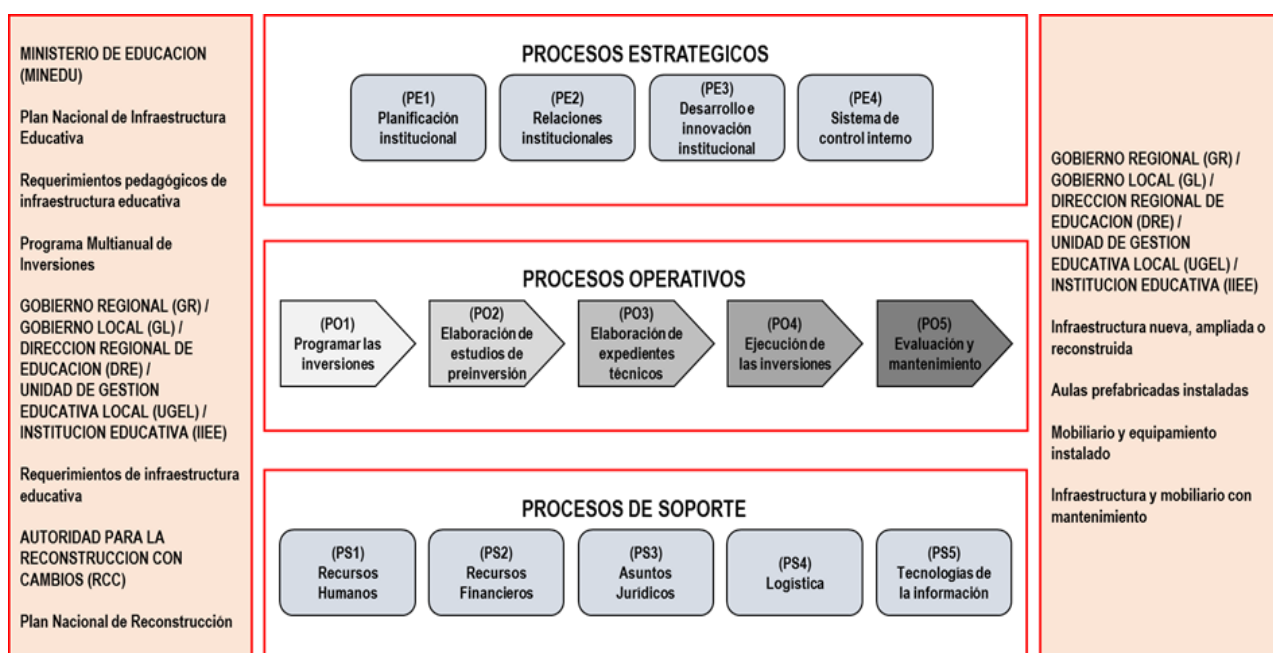 MINISTERIO DE EDUCACION
(MINEDU)
Plan Nacional de Infraestructura
Educativa
Requerimientos pedagógicos de
infraestructura educativa
Programa Multianual de
Inversiones
GOBIERNO REGIONAL (GR) /
GOBIERNO LOCAL (GL) /
DIRECCION REGIONAL DE
EDUCACION (DRE) /
UNIDAD DE GESTION
EDUCATIVA LOCAL (UGEL) /
INSTITUCION EDUCATIVA (IIEE)
Requerimientos de infraestructura
educativa
AUTORIDAD PARA LA
RECONSTRUCCION CON
CAMBIOS (RCC)
Plan Nacional de Reconstrucción
PROCESOS ESTRATEGICOS
(PE1)
Planificación
institucional
(PE2)
Relaciones
institucionales
(PE3)
Desarrollo e
innovación
institucional
(PE4)
Sistema de
control interno
PROCESOS OPERATIVOS
(PO1)
Programar las
inversiones
(PO2)
Elaboración de
estudios de
preinversión
(PO3)
Elaboración de
expedientes
técnicos
(PO4)
Ejecución de
las inversiones
(PO5)
Evaluación y
mantenimiento
PROCESOS DE SOPORTE
(PS1)
Recursos
Humanos
(PS2)
Recursos
Financieros
(PS3)
Asuntos
Jurídicos
(PS4)
Logística
(PS5)
Tecnologías de
la información
GOBIERNO REGIONAL (GR) /
GOBIERNO LOCAL (GL) /
DIRECCION REGIONAL DE
EDUCACION (DRE) /
UNIDAD DE GESTION
EDUCATIVA LOCAL (UGEL) /
INSTITUCION EDUCATIVA (IIEE)
Infraestructura nueva, ampliada o
reconstruida
Aulas prefabricadas instaladas
Mobiliario y equipamiento
instalado
Infraestructura y mobiliario con
mantenimiento